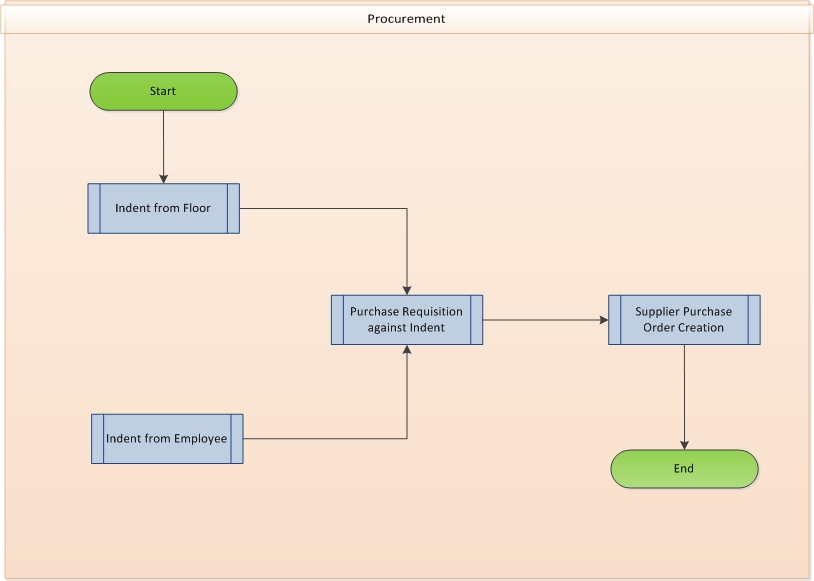 Procurement
Start
Indent from Floor
Purchase Requisition
against Indent
Supplier Purchase
Order Creation
Indent from Employee
End